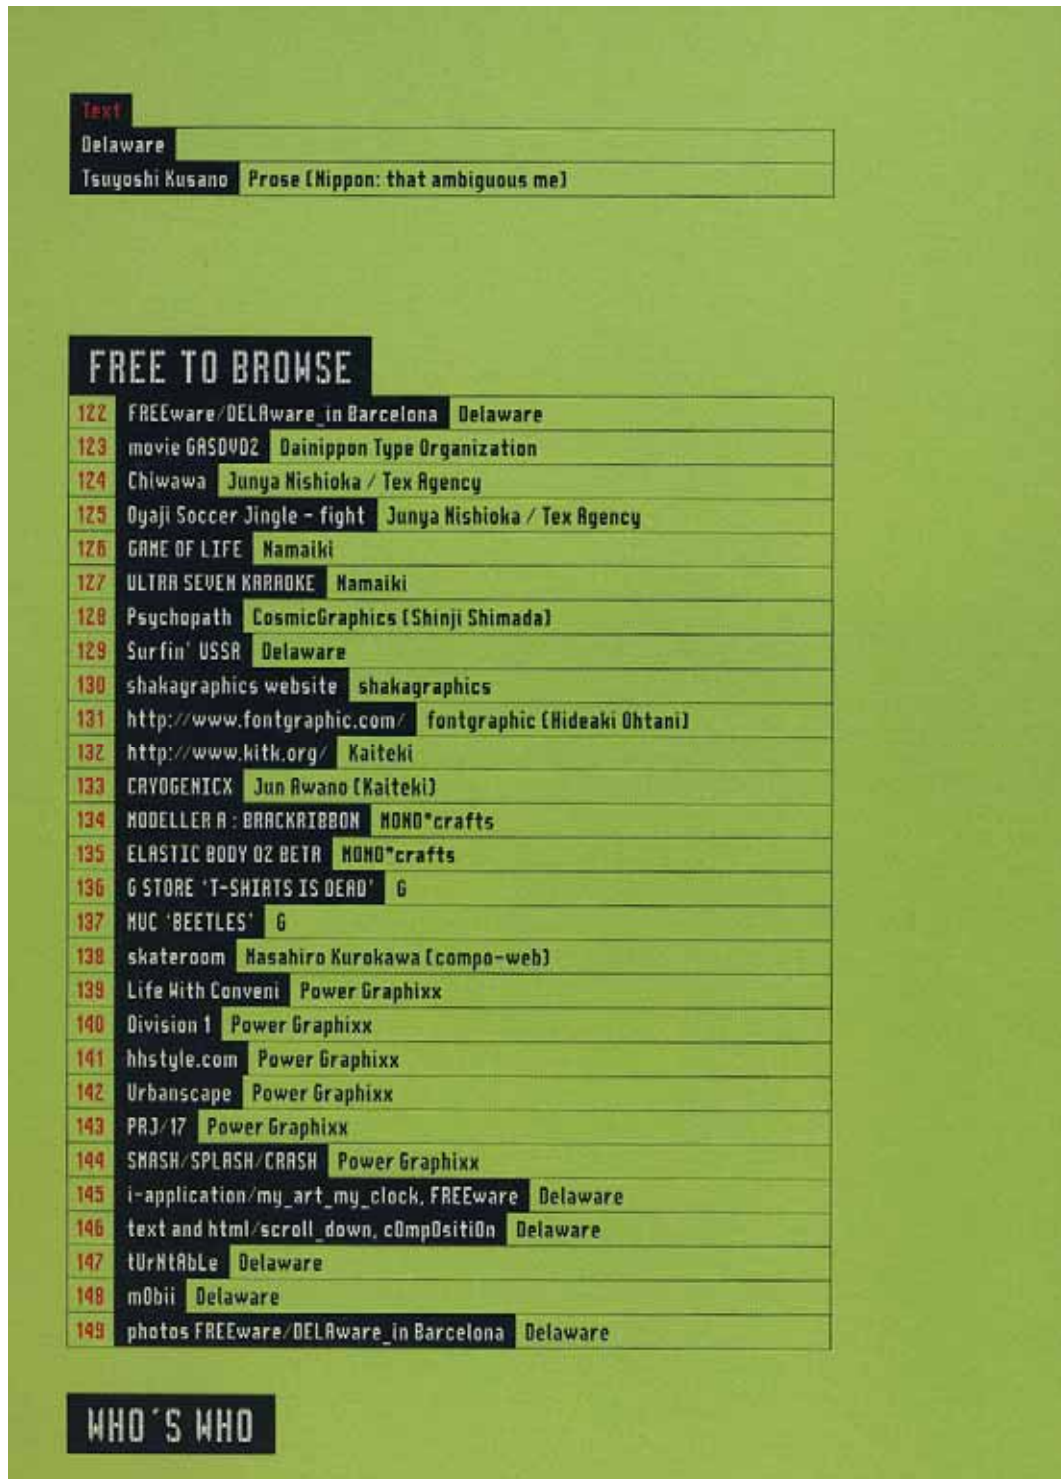 Text
Delaware
Tsuyoshi Kusano Prose (Nippon: that ambiguous me)
FREE TO BROWSE
122 FREEware/DELAware_in Barcelona Delaware
123 movie GASDVD2 Dainippon Type Organization
124 Chiwawa Junya Nishioka / Tex Agency
125 Oyaji Soccer Jingle - fight Junya Nishioka / Tex Agency
126 GAME OF LIFE Namaiki
127 ULTRA SEVEN KARAOKE Namaiki
128 Psychopath CosmicGraphics (Shinji Shimada)
129 Surfin' USSR Delaware
130 shakagraphics website shakagraphics
131 http://www.fontgraphic.com/ fontgraphic (Hideaki Ohtani)
132 http://www.kitk.org/ Kaiteki
133 CRYOGENICX Jun Awano (Kaiteki)
134 MODELLER A : BRACKRIBBON MONO*crafts
135 ELASTIC BODY 02 BETA MONO*crafts
136 G STORE 'T-SHIRTS IS DEAD' G
137 MUC 'BEETLES' G
138 skateroom Masahiro Kurokawa (compo-web)
139 Life With Conveni Power Graphixx
140 Division 1 Power Graphixx
141 hhstyle.com Power Graphixx
142 Urbanscape Power Graphixx
143 PRJ/17 Power Graphixx
144 SMASH/SPLASH/CRASH Power Graphixx
145 i-application/my_art_my_clock, FREEware Delaware
146 text and html/scroll_down, cOmpOsitiOn Delaware
147 tUrNtAbLe Delaware
148 mObii Delaware
149 photos FREEware/DELAware_in Barcelona Delaware
WHO'S WHO